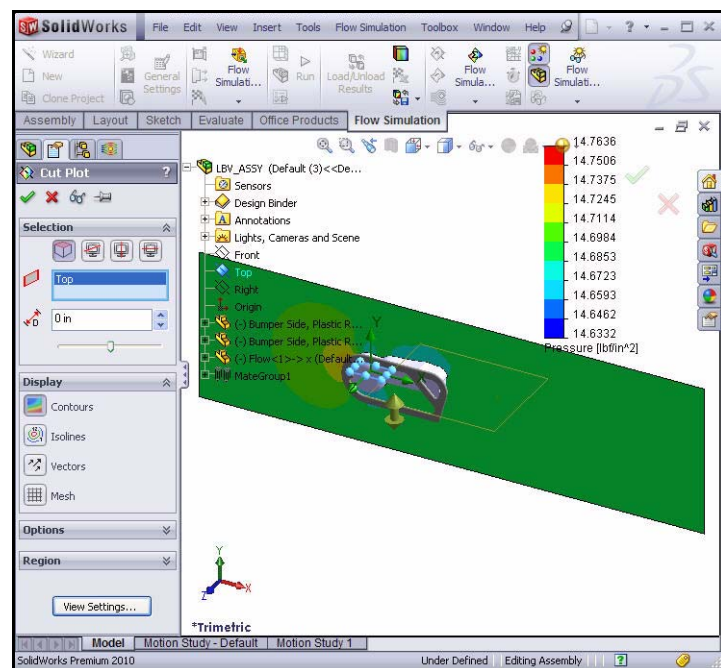 SolidWorks File Edit View Insert Tools Flow Simulation Toolbox Window Help
Wizard
New
Clone Project
General Settings
Flow Simulati...
Run
Load/Unload Results
Flow Simula...
Flow Simulati...
Assembly Layout Sketch Evaluate Office Products Flow Simulation
Cut Plot ?
Selection
Top
0 in
Display
Contours
Isolines
Vectors
Mesh
Options
Region
View Settings...
LBV_ASSY (Default (3)<<De...
Sensors
Design Binder
Annotations
Lights, Cameras and Scene
Front
Top
Right
Origin
(-) Bumper Side, Plastic R...
(-) Bumper Side, Plastic R...
(-) Flow<1>-> x (Default...
MateGroup1
14.7636
14.7506
14.7375
14.7245
14.7114
14.6984
14.6853
14.6723
14.6593
14.6462
14.6332
Pressure [lbf/in^2]
Y
Y
X
Z
*Trimetric
Model Motion Study - Default Motion Study 1
SolidWorks Premium 2010 Under Defined Editing Assembly